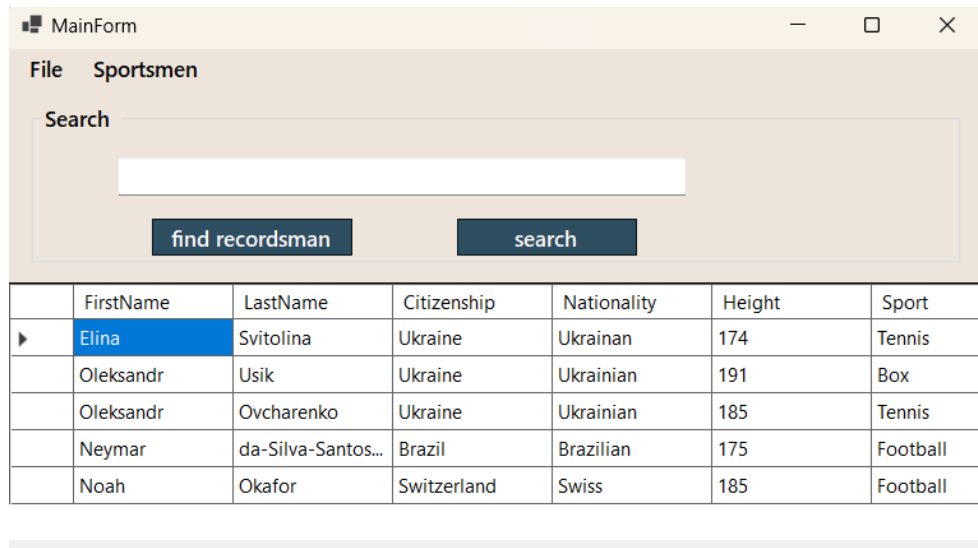 MainForm
File Sportsmen
Search
find recordsman search
FirstName LastName Citizenship Nationality Height Sport
Elina Svitolina Ukraine Ukrainan 174 Tennis
Oleksandr Usik Ukraine Ukrainian 191 Box
Oleksandr Ovcharenko Ukraine Ukrainian 185 Tennis
Neymar da-Silva-Santos... Brazil Brazilian 175 Football
Noah Okafor Switzerland Swiss 185 Football